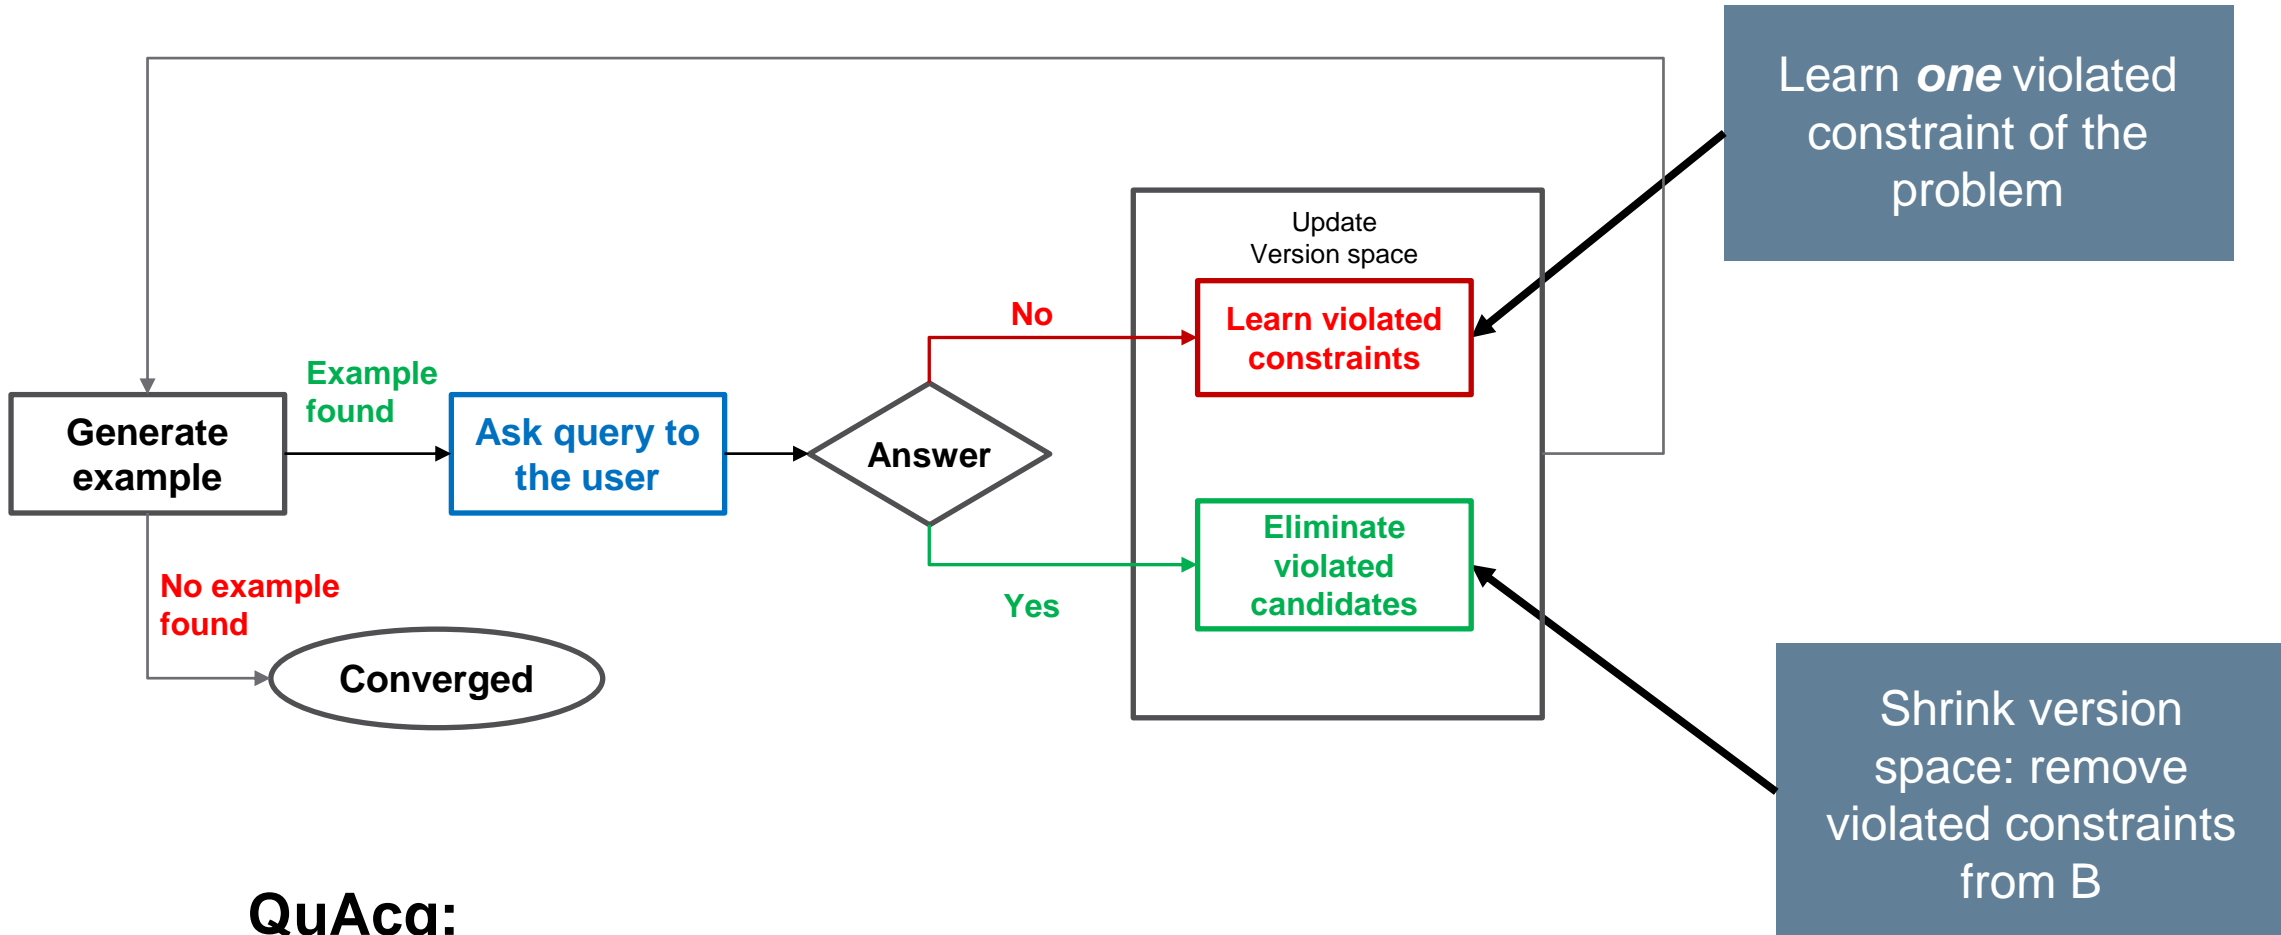 Learn one violated
constraint of the
problem
Update
Version space
No
Learn violated
constraints
Example
found
Generate
example
Ask query to
the user
Answer
Eliminate
violated
candidates
Yes
No example
found
Converged
Shrink version
space: remove
violated constraints
from B
QuAcq: